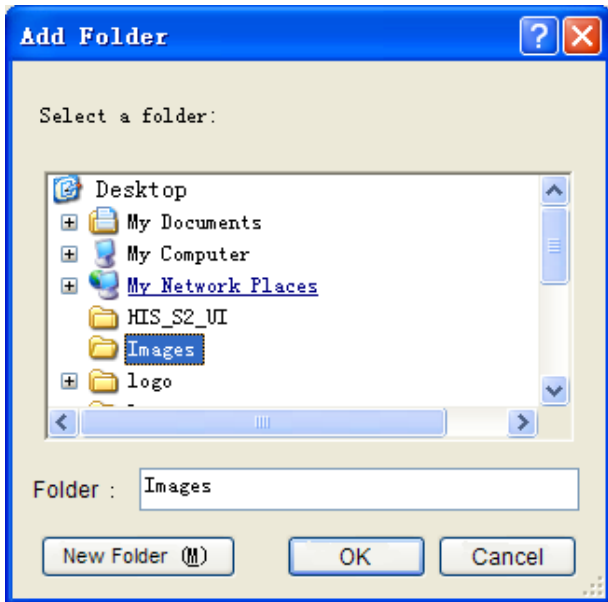 Add Folder
Select a folder:
Desktop
My Documents
My Computer
My Network Places
HIS_S2_UI
Images
logo
Folder : Images
New Folder (M) OK Cancel